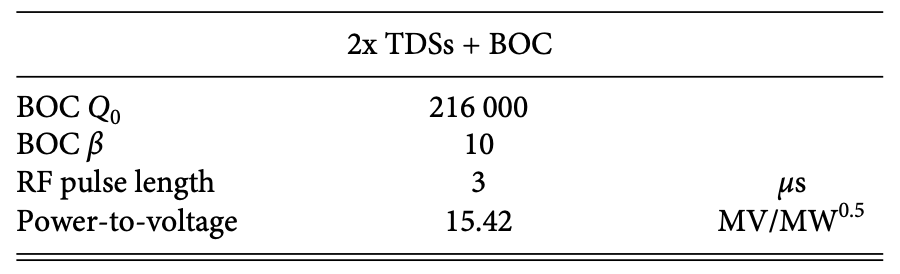 2x TDSs + BOC
BOC Q₀ 216 000
BOC β 10
RF pulse length 3 μs
Power-to-voltage 15.42 MV/MW⁰·⁵